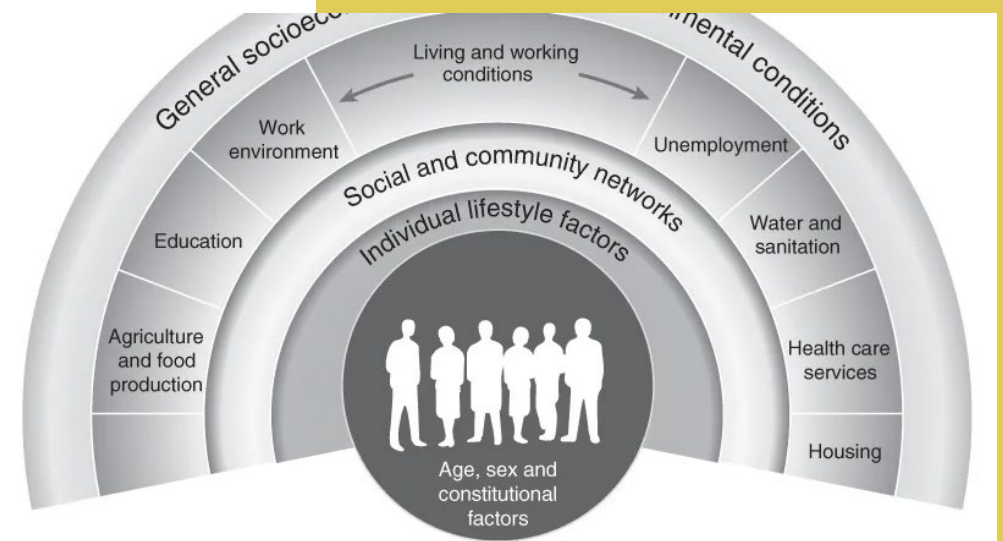 General socioeco
mental conditions
Living and working
conditions
Work
environment
Unemployment
Social and community networks
Individual lifestyle factors
Education
Water and
sanitation
Agriculture
and food
production
Health care
services
Housing
Age, sex and
constitutional
factors